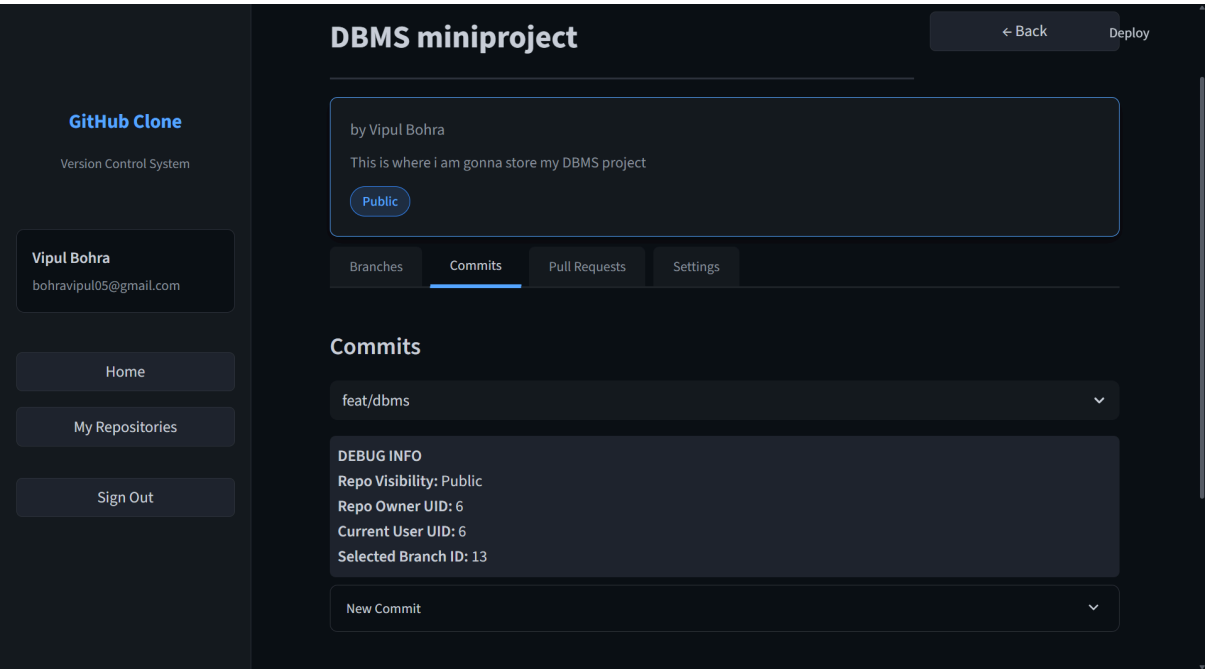 GitHub Clone
Version Control System
Vipul Bohra
bohravipul05@gmail.com
Home
My Repositories
Sign Out
DBMS miniproject
← Back
Deploy
by Vipul Bohra
This is where i am gonna store my DBMS project
Public
Branches Commits Pull Requests Settings
Commits
feat/dbms
DEBUG INFO
Repo Visibility: Public
Repo Owner UID: 6
Current User UID: 6
Selected Branch ID: 13
New Commit